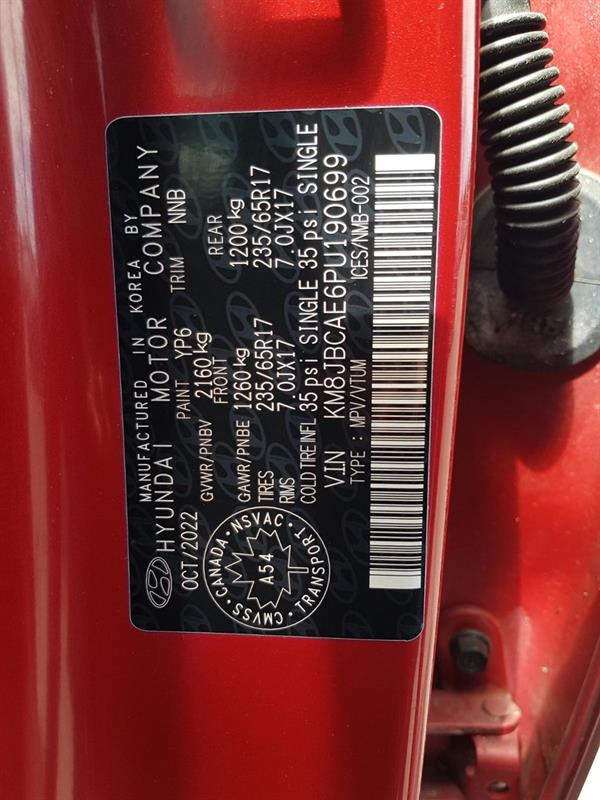 MANUFACTURED IN KOREA BY
HYUNDAI MOTOR COMPANY
OCT/2022 PAINT YP6 TRIM NNB
GVWR/PNBV 2160 kg
FRONT REAR
GAWR/PNBE 1260 kg 1200 kg
TIRES 235/65R17 235/65R17
RIMS 7.0JX17 7.0JX17
COLD TIRE INFL 35 psi SINGLE 35 psi SINGLE
VIN KM8JBCAE6PU190699
TYPE : MPV/VTUM ICES/NMB-002
CMVSS · CANADA · NSVAC · TRANSPORT ·
A54